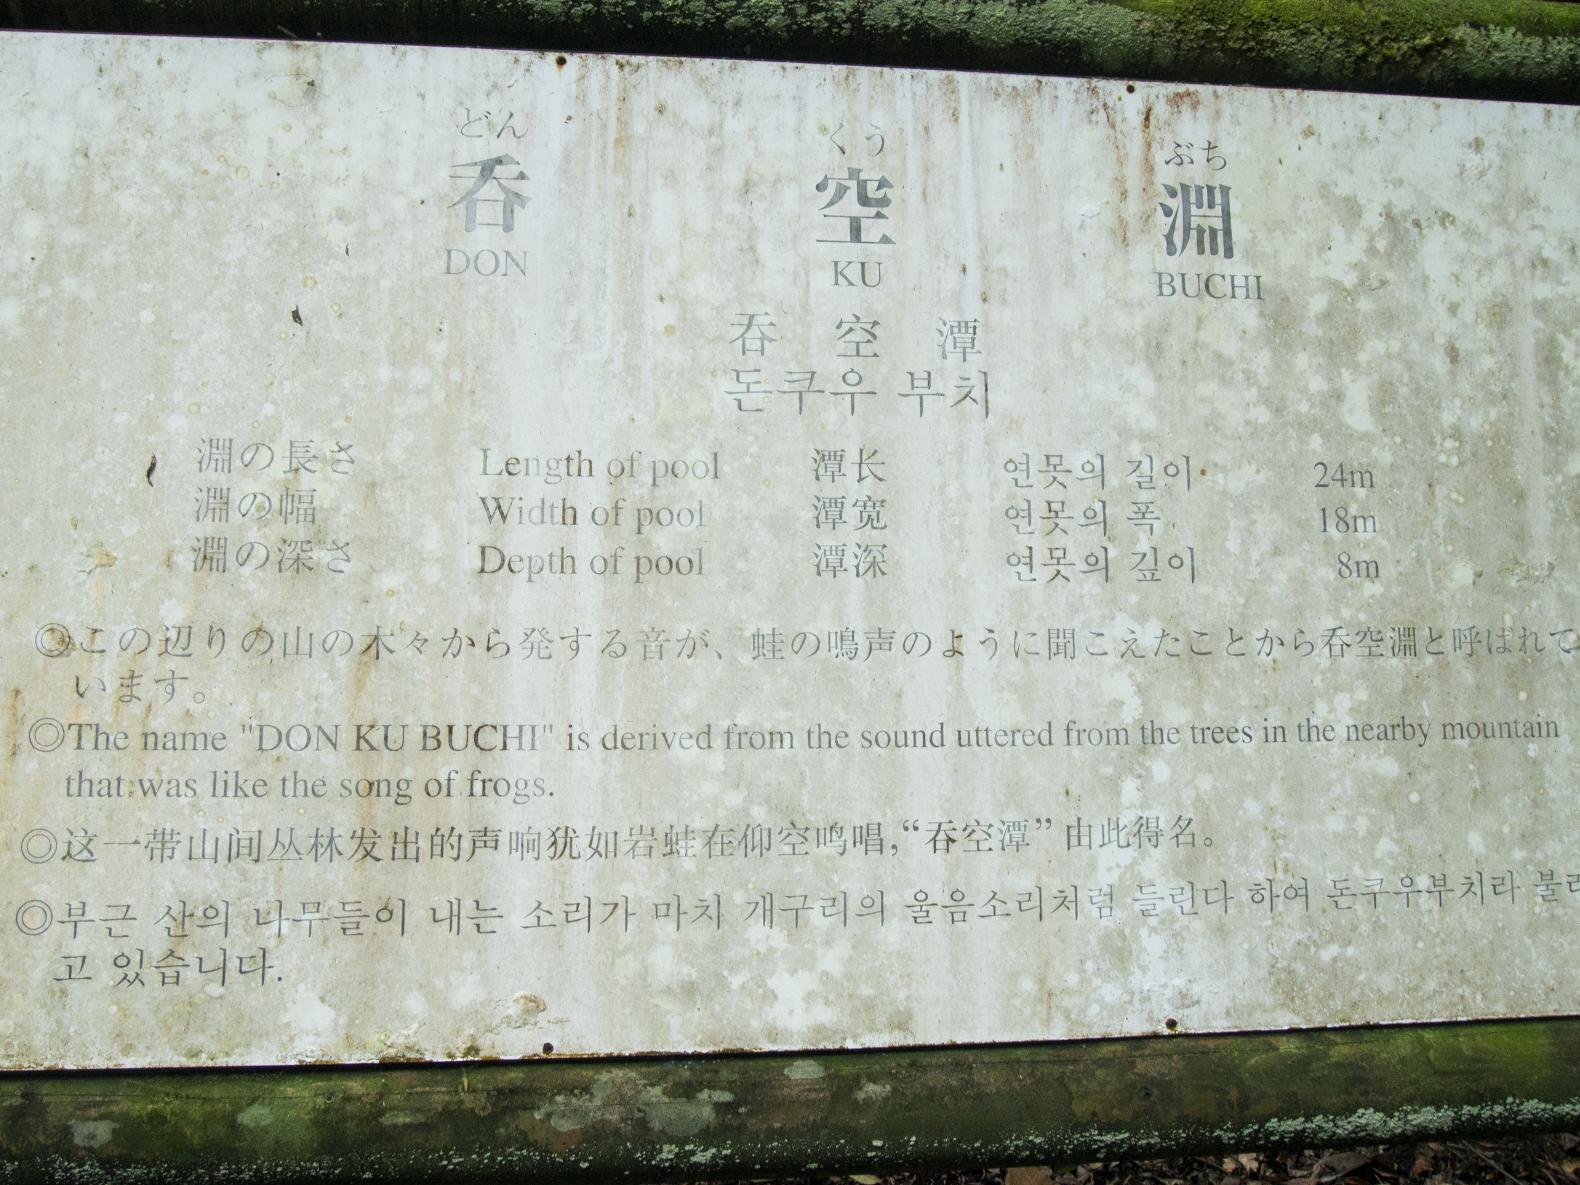 どん くう ぶち
呑 空 淵
DON KU BUCHI
吞 空 潭
돈쿠우 부치
淵の長さ Length of pool 潭长 연못의 길이 24m
淵の幅 Width of pool 潭宽 연못의 폭 18m
淵の深さ Depth of pool 潭深 연못의 깊이 8m
◎この辺りの山の木々から発する音が、蛙の鳴声のように聞こえたことから呑空淵と呼ばれて
います。
◎The name "DON KU BUCHI" is derived from the sound uttered from the trees in the nearby mountain
that was like the song of frogs.
◎这一带山间丛林发出的声响犹如岩蛙在仰空鸣唱,“吞空潭”由此得名。
◎부근 산의 나무들이 내는 소리가 마치 개구리의 울음소리처럼 들린다 하여 돈쿠우부치라 불리
고 있습니다.